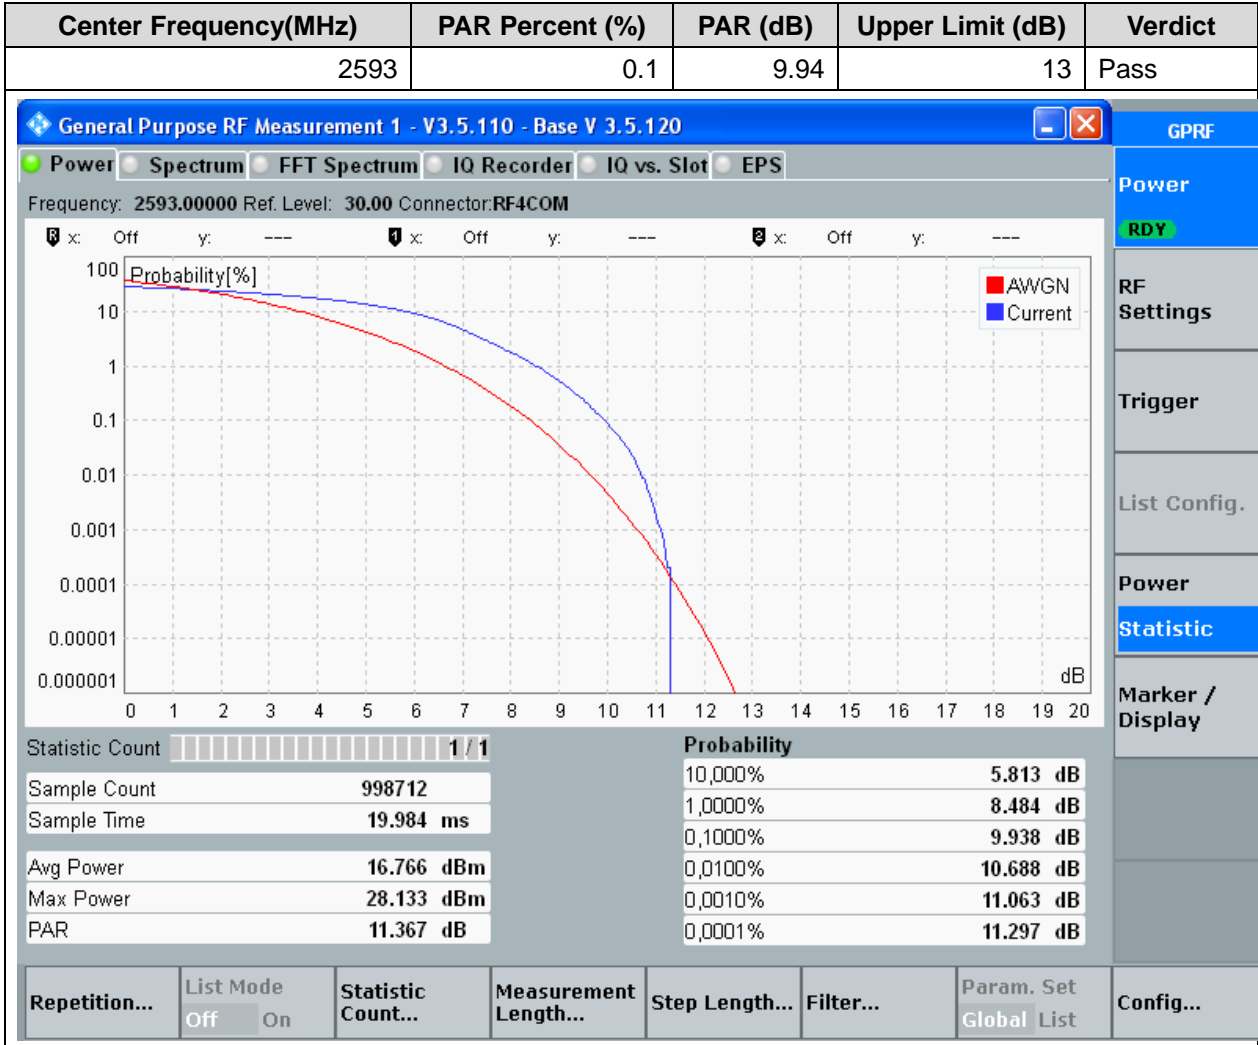 Center Frequency(MHz) PAR Percent (%) PAR (dB) Upper Limit (dB) Verdict
2593 0.1 9.94 13 Pass
General Purpose RF Measurement 1 - V3.5.110 - Base V 3.5.120
GPRF
Power Spectrum FFT Spectrum IQ Recorder IQ vs. Slot EPS
Frequency: 2593.00000 Ref. Level: 30.00 Connector:RF4COM
R x: Off y: --- 1 x: Off y: --- 2 x: Off y: ---
Probability[%]
AWGN
Current
100
10
1
0.1
0.01
0.001
0.0001
0.00001
0.000001
dB
0 1 2 3 4 5 6 7 8 9 10 11 12 13 14 15 16 17 18 19 20
Power
RDY
RF
Settings
Trigger
List Config.
Power
Statistic
Marker /
Display
Statistic Count 1 / 1
Sample Count 998712
Sample Time 19.984 ms
Avg Power 16.766 dBm
Max Power 28.133 dBm
PAR 11.367 dB
Probability
10,000% 5.813 dB
1,0000% 8.484 dB
0,1000% 9.938 dB
0,0100% 10.688 dB
0,0010% 11.063 dB
0,0001% 11.297 dB
Repetition...
List Mode
Off On
Statistic
Count...
Measurement
Length...
Step Length...
Filter...
Param. Set
Global List
Config...